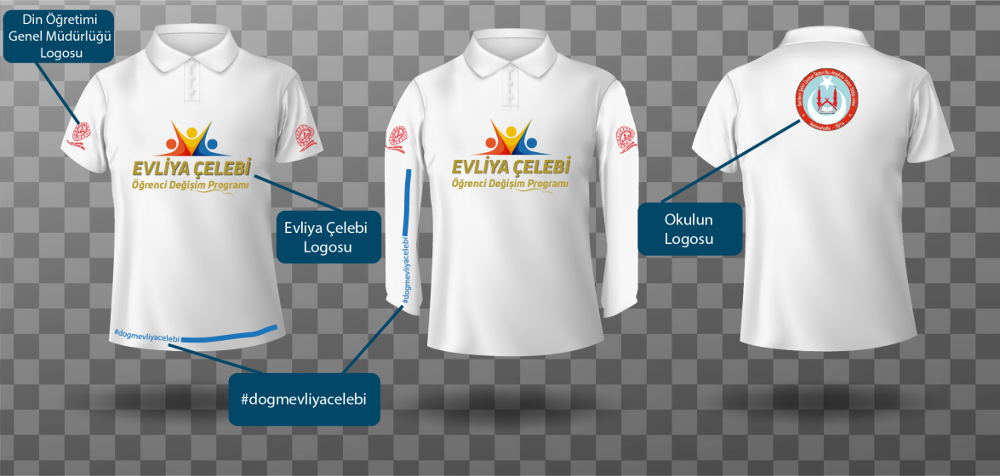 Din Öğretimi
Genel Müdürlüğü
Logosu
EVLİYA ÇELEBİ
Öğrenci Değişim Programı
Evliya Çelebi
Logosu
#dogmevliyacelebi
EVLİYA ÇELEBİ
Öğrenci Değişim Programı
#dogmevliyacelebi
#dogmevliyacelebi
Okulun
Logosu
2014